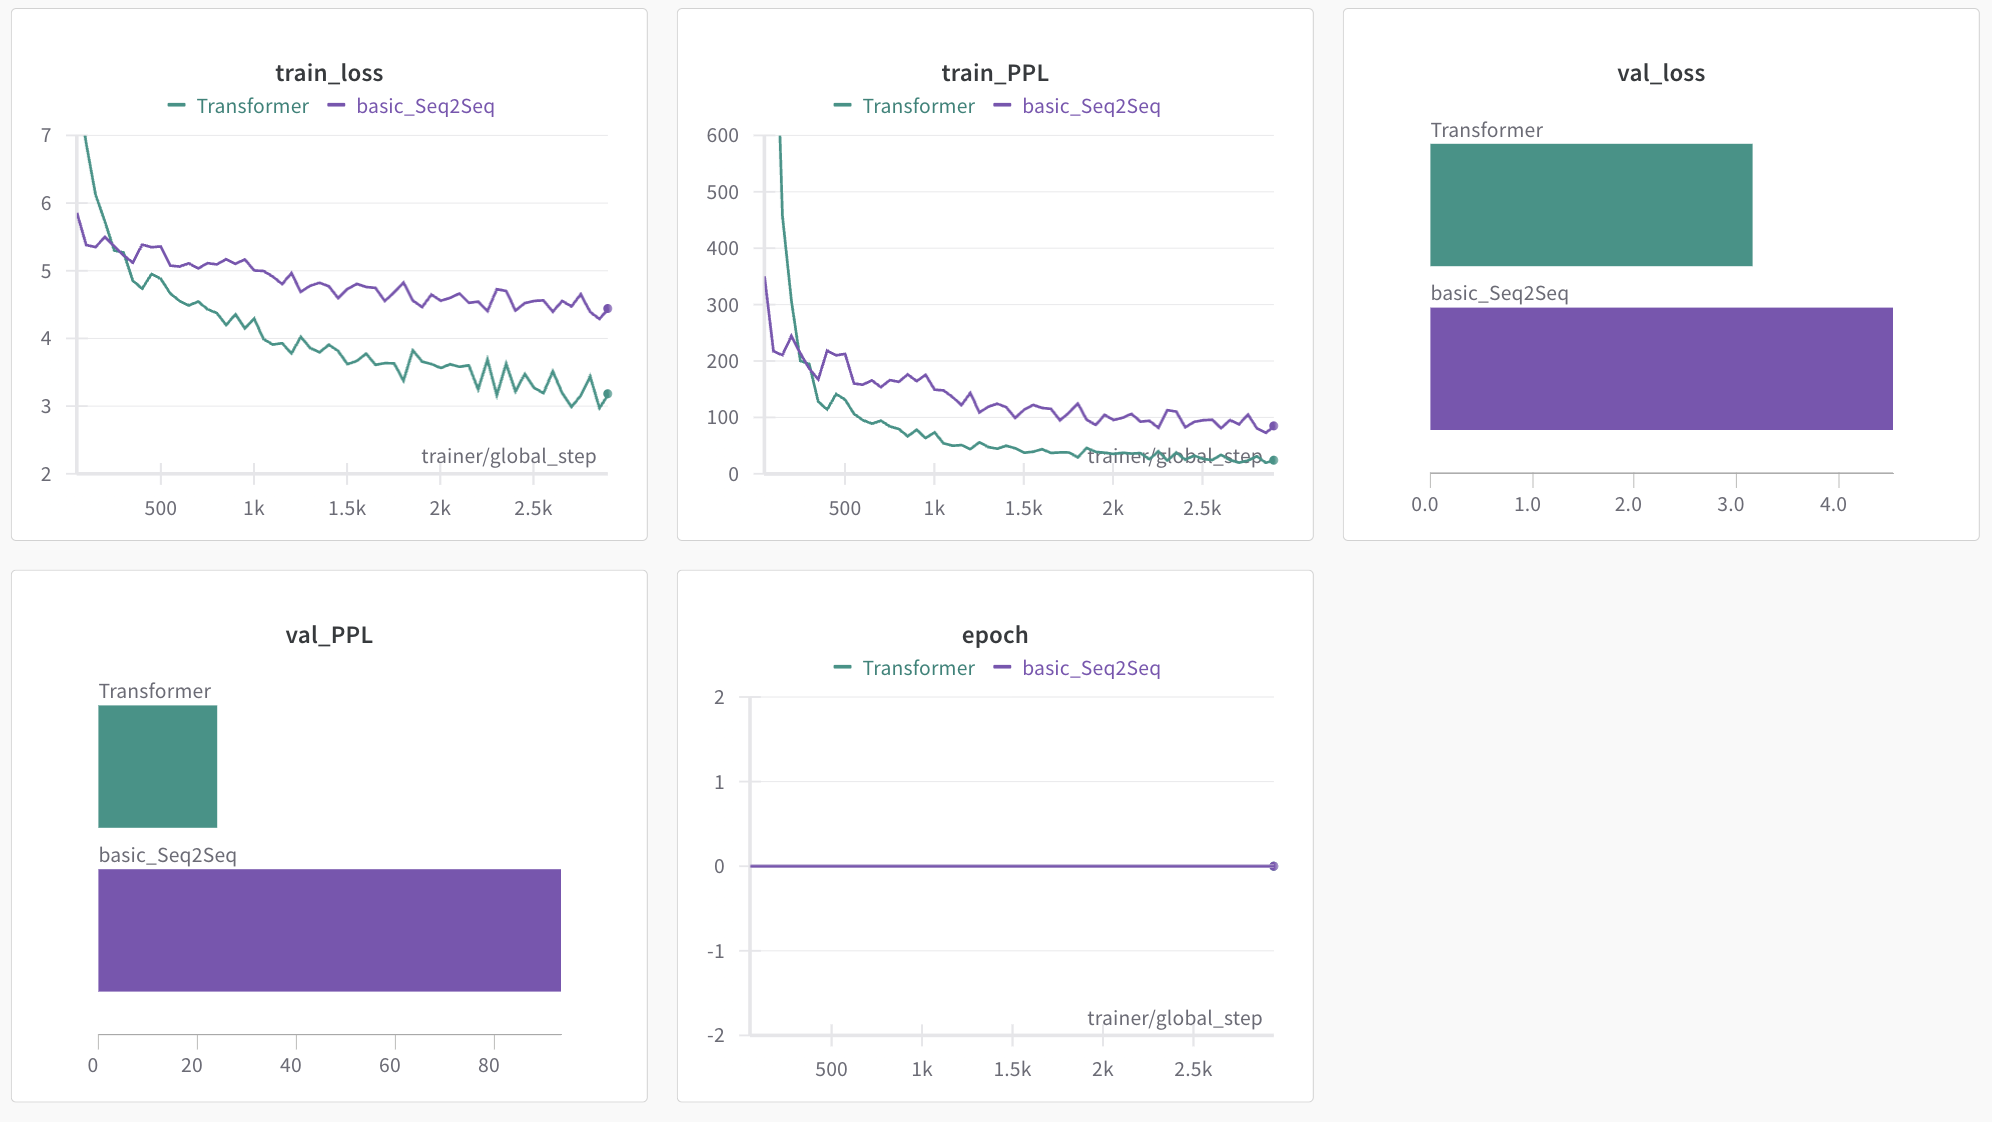 train_loss
Transformer basic_Seq2Seq
7
6
5
4
3
2
trainer/global_step
500 1k 1.5k 2k 2.5k
train_PPL
Transformer basic_Seq2Seq
600
500
400
300
200
100
0
trainer/global_step
500 1k 1.5k 2k 2.5k
val_loss
Transformer
basic_Seq2Seq
0.0 1.0 2.0 3.0 4.0
val_PPL
Transformer
basic_Seq2Seq
0 20 40 60 80
epoch
Transformer basic_Seq2Seq
2
1
0
-1
-2
trainer/global_step
500 1k 1.5k 2k 2.5k